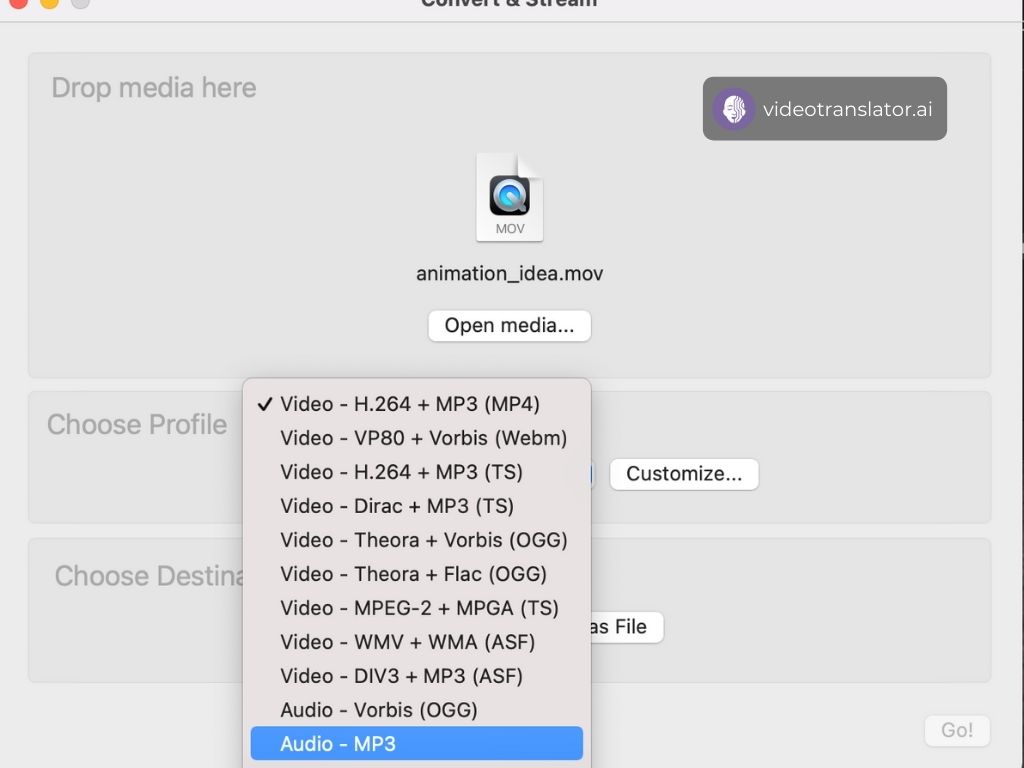 Convert & Stream
Drop media here
videotranslator.ai
MOV
animation_idea.mov
Open media...
Choose Profile
✓ Video - H.264 + MP3 (MP4)
Video - VP80 + Vorbis (Webm)
Video - H.264 + MP3 (TS)
Video - Dirac + MP3 (TS)
Video - Theora + Vorbis (OGG)
Video - Theora + Flac (OGG)
Video - MPEG-2 + MPGA (TS)
Video - WMV + WMA (ASF)
Video - DIV3 + MP3 (ASF)
Audio - Vorbis (OGG)
Audio - MP3
Customize...
Choose Destina
as File
Go!